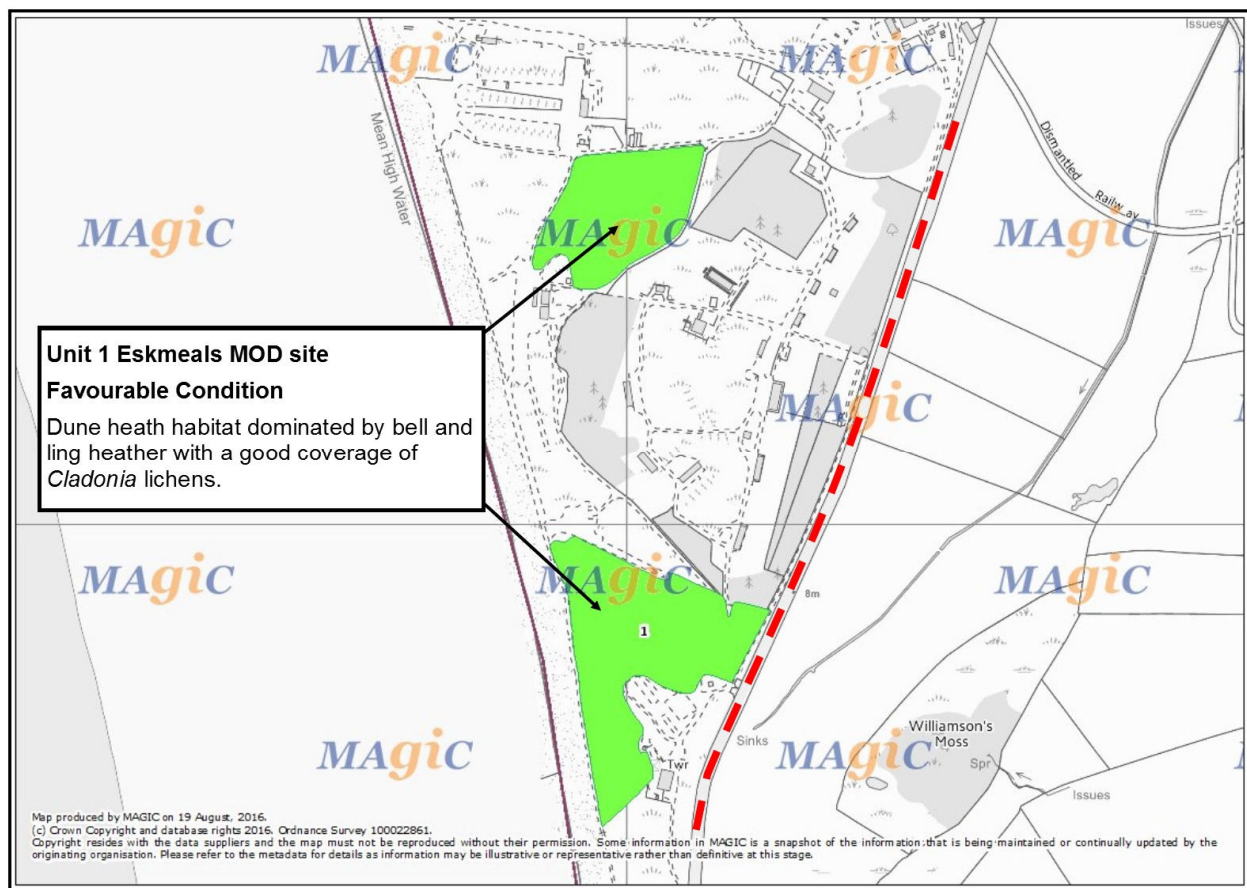 Issues
MAgiC
MAgiC
Mean High Water
Dismantled
Railway
MAgiC
MAgiC
MAgiC
Unit 1 Eskmeals MOD site
Favourable Condition
Dune heath habitat dominated by bell and
ling heather with a good coverage of
Cladonia lichens.
MAgiC
MAgiC
MAgiC
MAgiC
8m
1
Williamson's
Moss
Sinks
Twr
MAgiC
MAgiC
Spr
Issues
Map produced by MAGIC on 19 August, 2016.
(c) Crown Copyright and database rights 2016. Ordnance Survey 100022861.
Copyright resides with the data suppliers and the map must not be reproduced without their permission. Some information in MAGIC is a snapshot of the information that is being maintained or continually updated by the
originating organisation. Please refer to the metadata for details as information may be illustrative or representative rather than definitive at this stage.